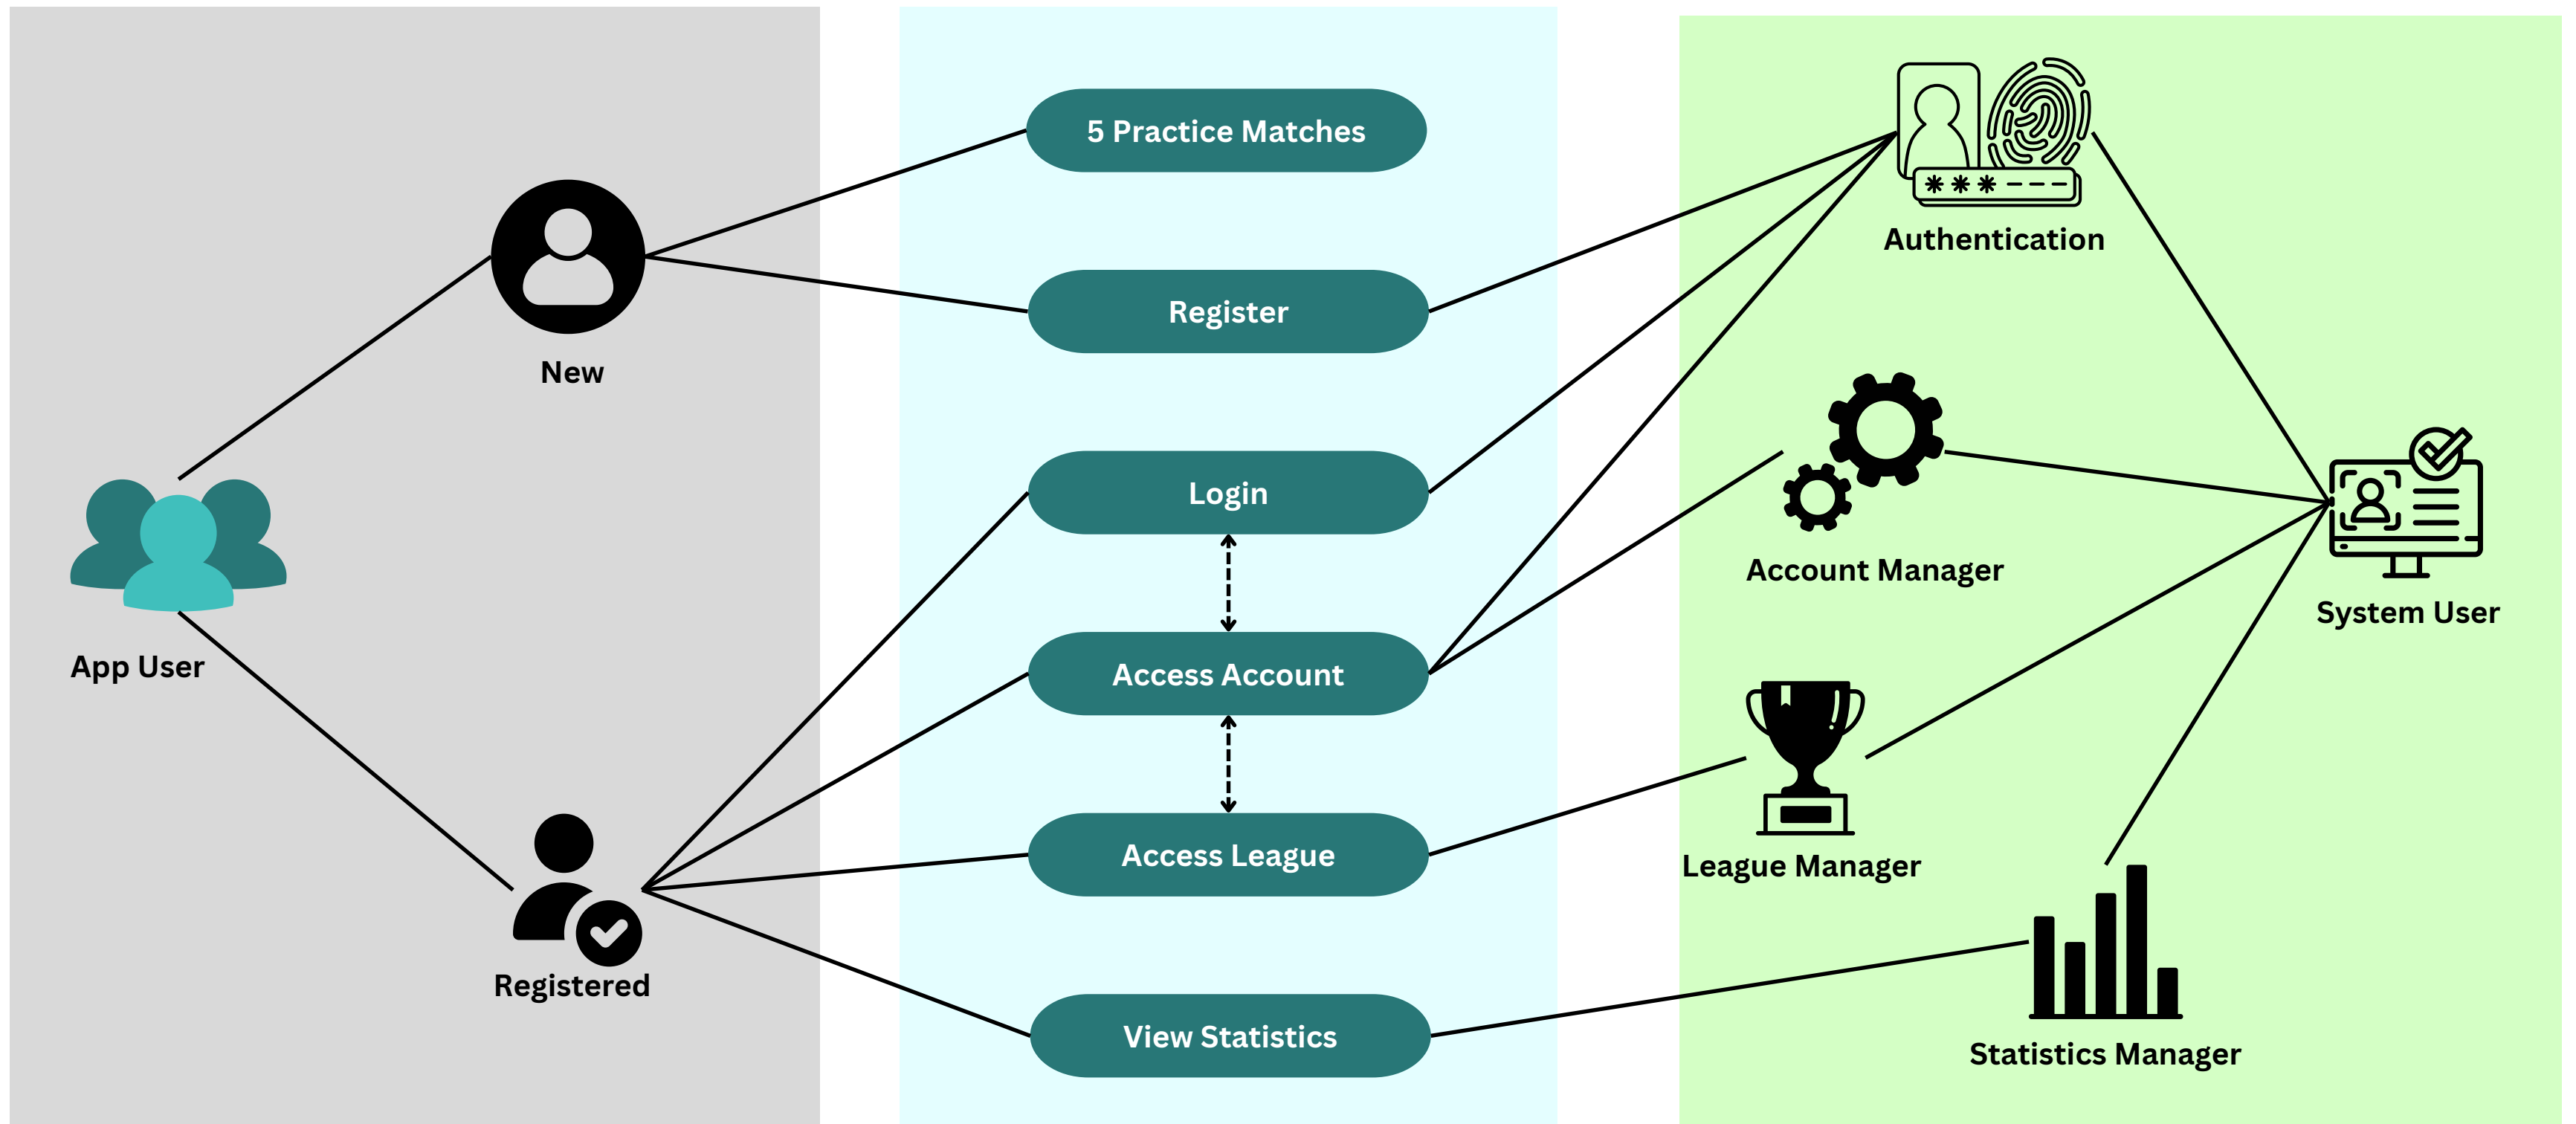 5 Practice Matches
Register
Login
Access Account
Access League
View Statistics
New
App User
Registered
Authentication
Account Manager
System User
League Manager
Statistics Manager